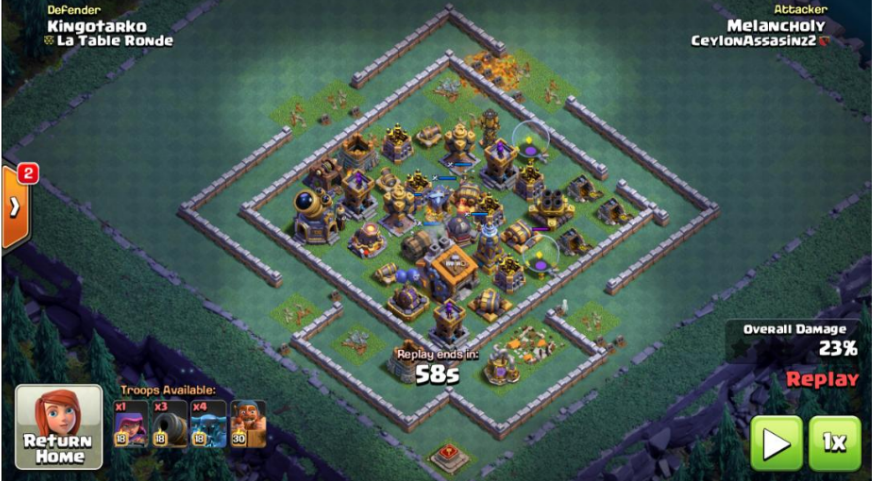 Defender
Kingotarko
La Table Ronde
Attacker
Melancholy
CeylonAssasinz2
2
Replay ends in:
58s
Overall Damage
23%
Replay
Troops Available:
x1 x3 x4
18 18 18 30
Return
Home
1x